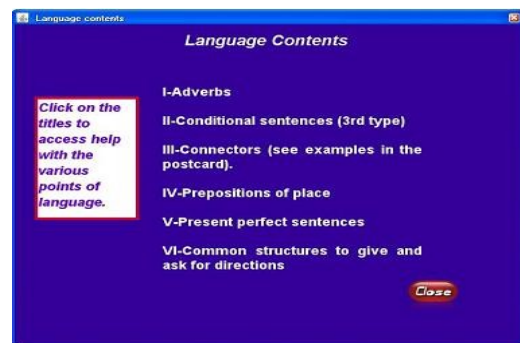 Language contents
Language Contents
Click on the
titles to
access help
with the
various
points of
language.
I-Adverbs
II-Conditional sentences (3rd type)
III-Connectors (see examples in the
postcard).
IV-Prepositions of place
V-Present perfect sentences
VI-Common structures to give and
ask for directions
Close